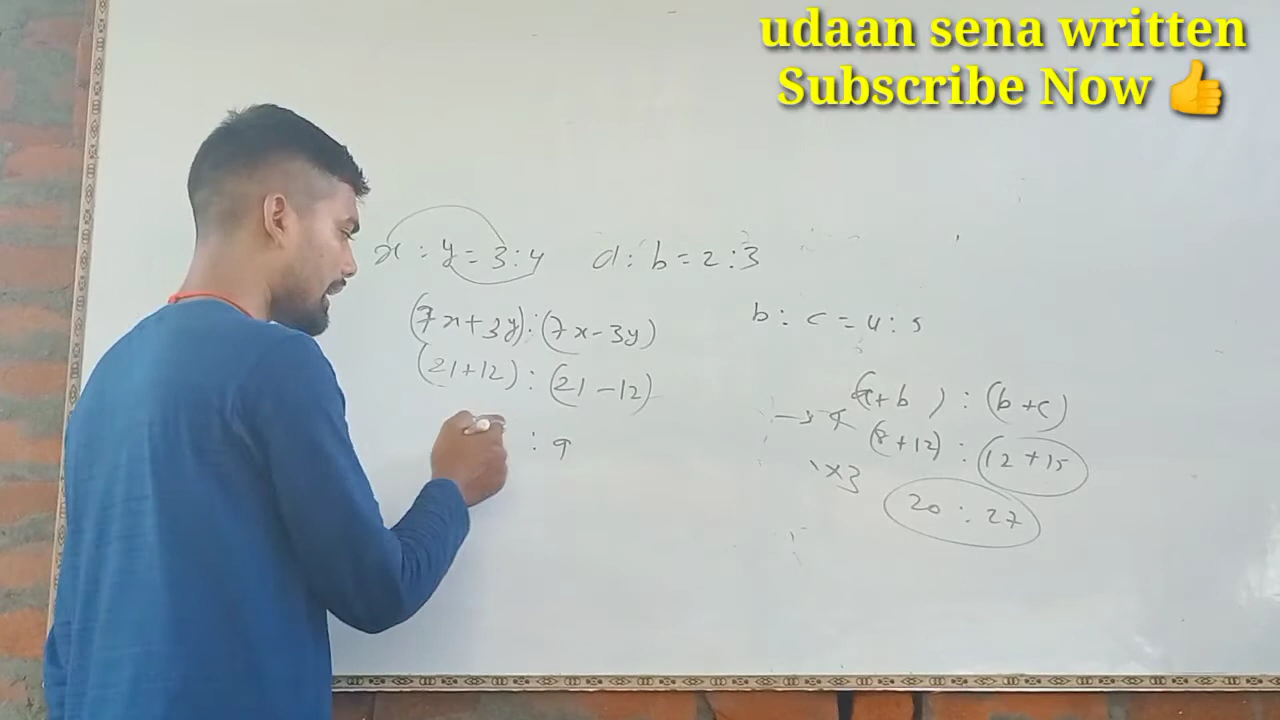 udaan sena written
Subscribe Now 👍
x : y = 3 : 4
a : b = 2 : 3
(7x + 3y) : (7x - 3y)
(21 + 12) : (21 - 12)
: 9
b : c = 4 : 5
(a + b) : (b + c)
(8 + 12) : (12 + 15)
×3
20 : 27